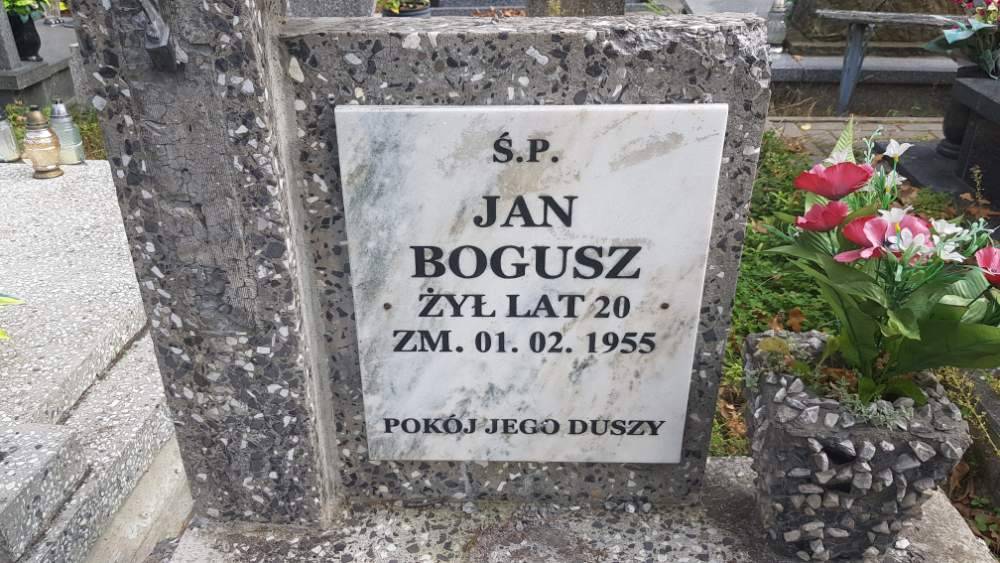 Ś.P.
JAN
BOGUSZ
ŻYŁ LAT 20
ZM. 01. 02. 1955
POKÓJ JEGO DUSZY